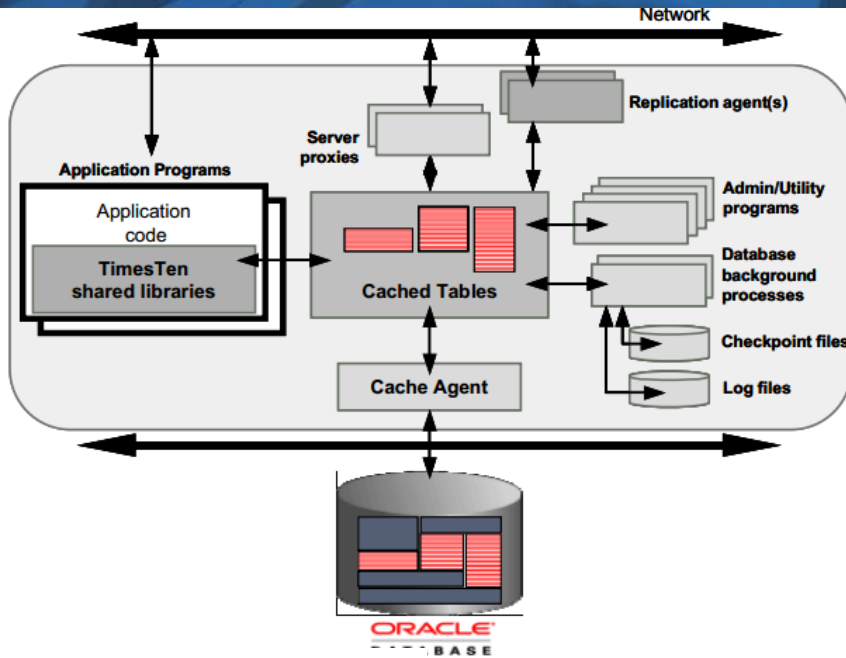 Network
Replication agent(s)
Server
proxies
Application Programs
Application
code
TimesTen
shared libraries
Cached Tables
Admin/Utility
programs
Database
background
processes
Checkpoint files
Log files
Cache Agent
ORACLE
DATABASE